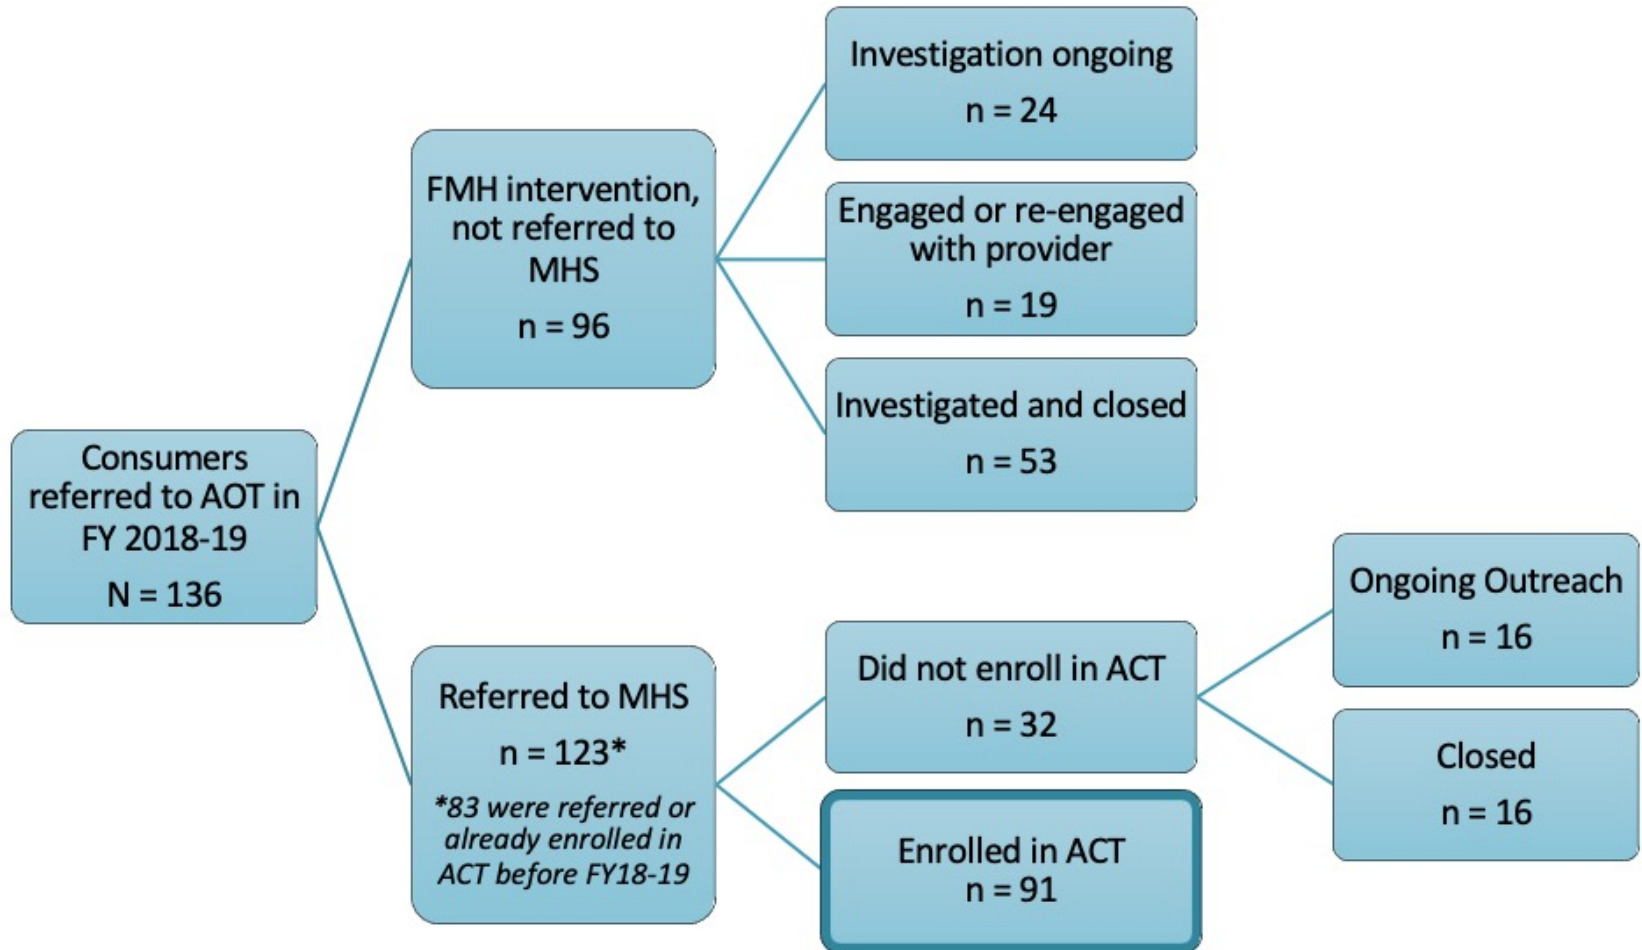 Consumers
referred to AOT in
FY 2018-19
N = 136
FMH intervention,
not referred to
MHS
n = 96
Investigation ongoing
n = 24
Engaged or re-engaged
with provider
n = 19
Investigated and closed
n = 53
Referred to MHS
n = 123*
*83 were referred or
already enrolled in
ACT before FY18-19
Did not enroll in ACT
n = 32
Ongoing Outreach
n = 16
Closed
n = 16
Enrolled in ACT
n = 91